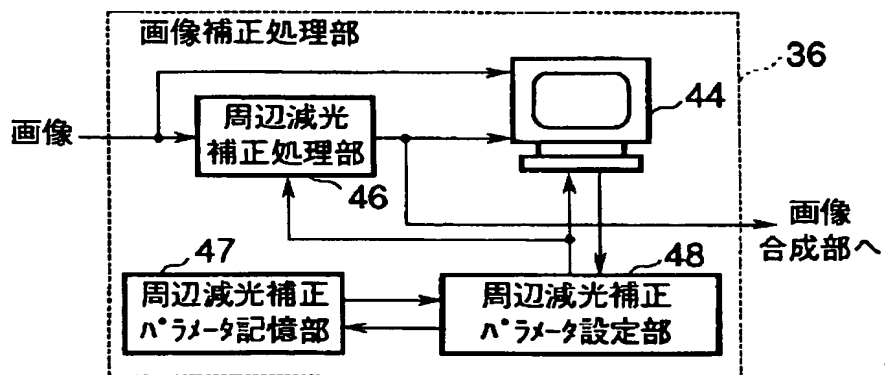 画像補正処理部
36
44
画像
周辺減光
補正処理部
46
画像
合成部へ
47
48
周辺減光補正
パラメータ記憶部
周辺減光補正
パラメータ設定部